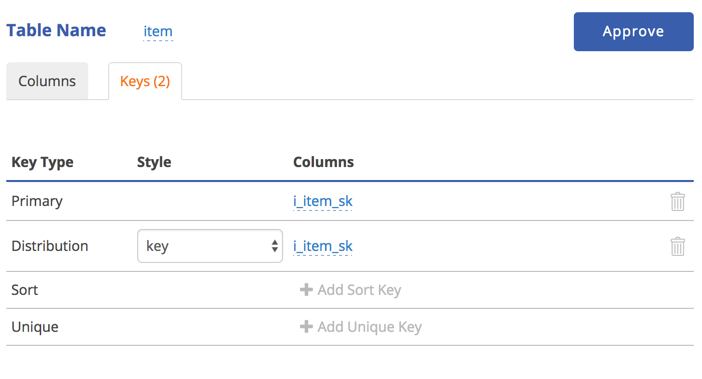 Table Name item Approve
Columns Keys (2)
Key Type Style Columns
Primary i_item_sk
Distribution key i_item_sk
Sort Add Sort Key
Unique Add Unique Key